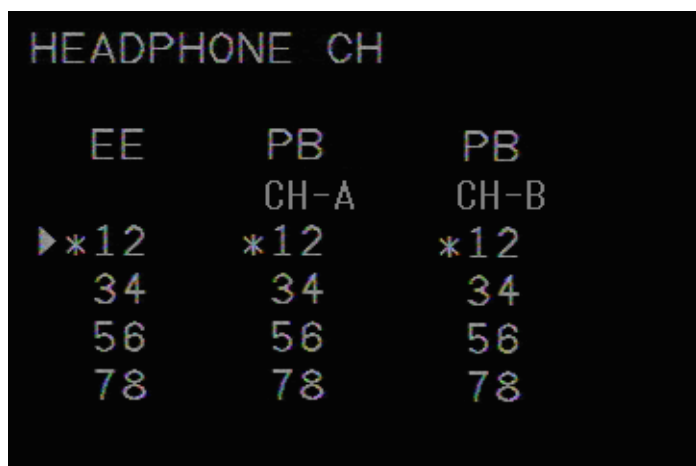 HEADPHONE CH
EE PB PB
CH-A CH-B
▶*12 *12 *12
34 34 34
56 56 56
78 78 78